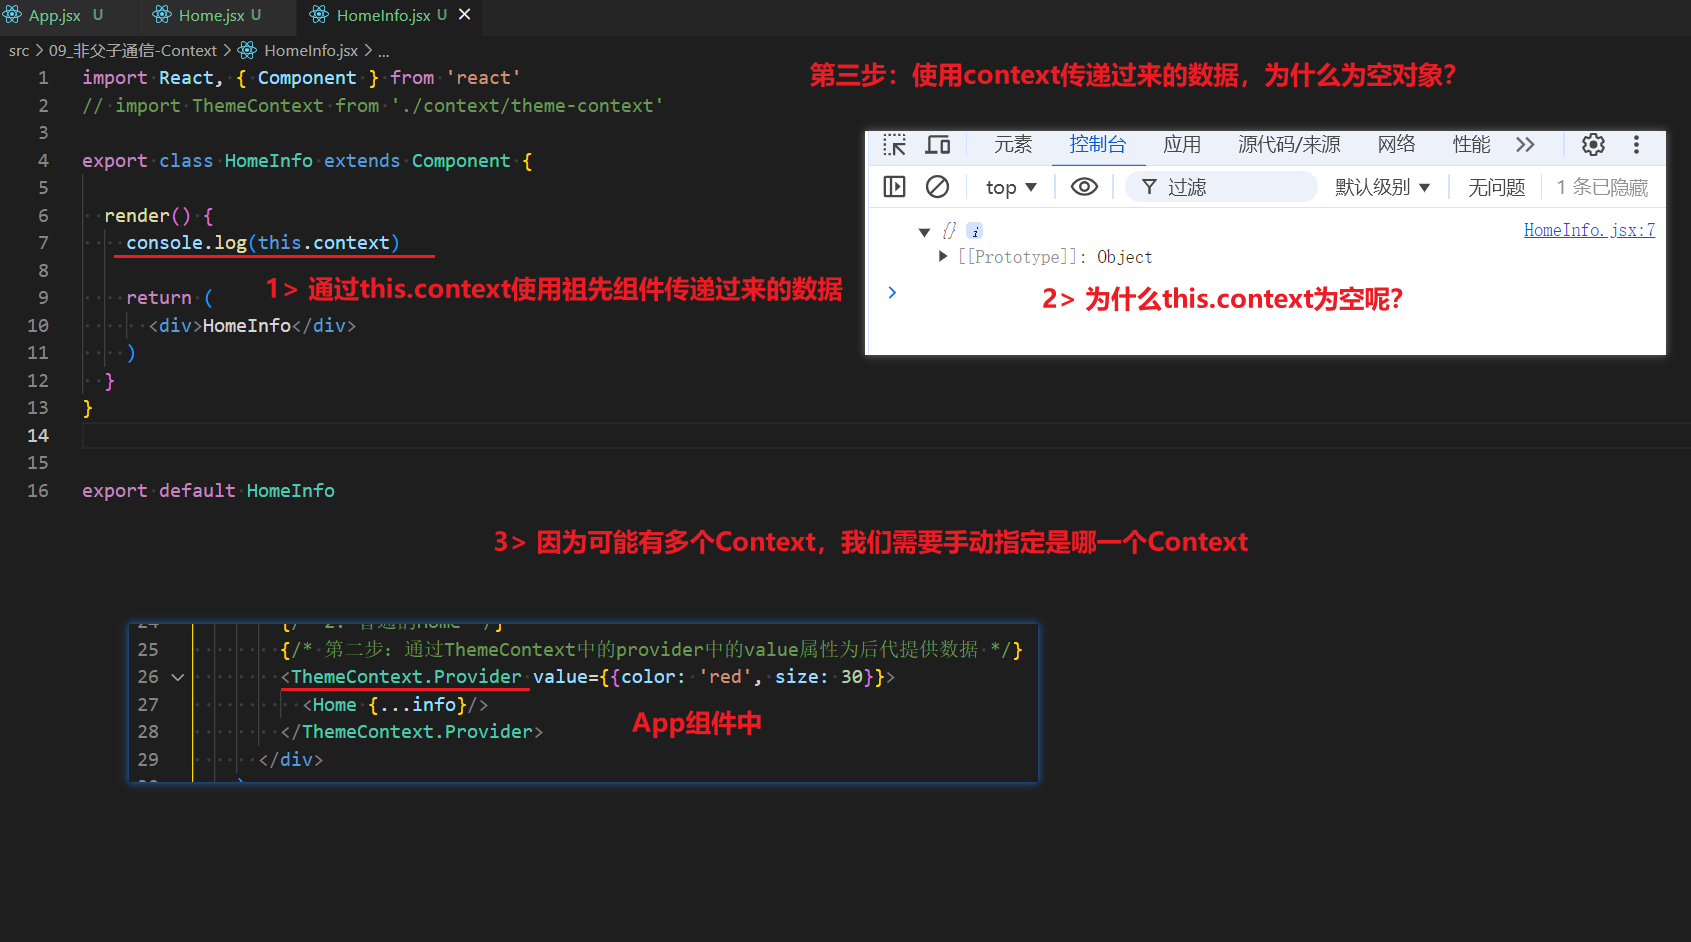 App.jsx U Home.jsx U HomeInfo.jsx U
src > 09_非父子通信-Context > HomeInfo.jsx > ...
1 import React, { Component } from 'react'
2 // import ThemeContext from './context/theme-context'
3
4 export class HomeInfo extends Component {
5
6 render() {
7 console.log(this.context)
8
9 return (
10 <div>HomeInfo</div>
11 )
12 }
13 }
14
15
16 export default HomeInfo
第三步：使用context传递过来的数据，为什么为空对象？
元素 控制台 应用 源代码/来源 网络 性能
top 过滤 默认级别 无问题 1 条已隐藏
{} i HomeInfo.jsx:7
[[Prototype]]: Object
1> 通过this.context使用祖先组件传递过来的数据
2> 为什么this.context为空呢？
3> 因为可能有多个Context，我们需要手动指定是哪一个Context
25 {/* 第二步：通过ThemeContext中的provider中的value属性为后代提供数据 */}
26 <ThemeContext.Provider value={{color: 'red', size: 30}}>
27 <Home {...info}/>
28 </ThemeContext.Provider>
29 </div>
App组件中